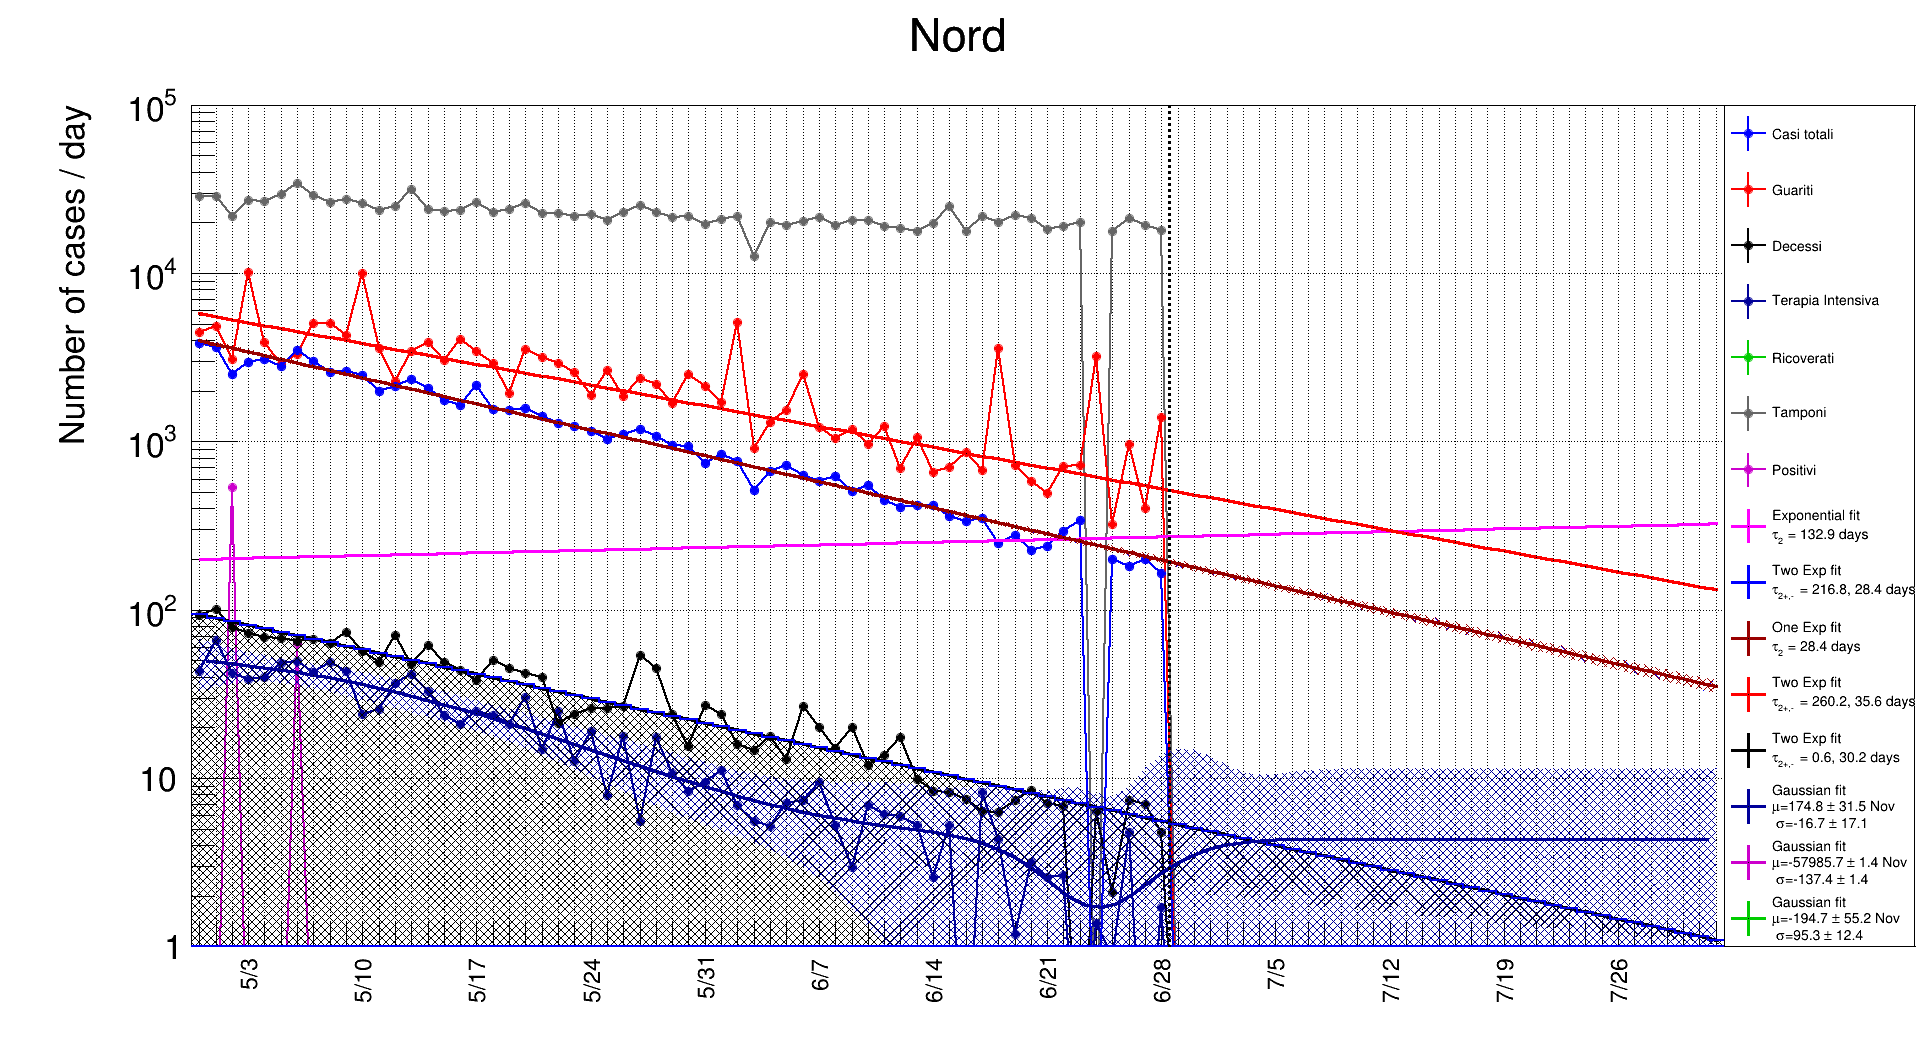 Nord
Number of cases / day
10^5
10^4
10^3
10^2
10
1
5/3
5/10
5/17
5/24
5/31
6/7
6/14
6/21
6/28
7/5
7/12
7/19
7/26
Casi totali
Guariti
Decessi
Terapia Intensiva
Ricoverati
Tamponi
Positivi
Exponential fit
τ₂ = 132.9 days
Two Exp fit
τ₂₊,₋ = 216.8, 28.4 days
One Exp fit
τ₂ = 28.4 days
Two Exp fit
τ₂₊,₋ = 260.2, 35.6 days
Two Exp fit
τ₂₊,₋ = 0.6, 30.2 days
Gaussian fit
μ=174.8 ± 31.5 Nov
σ=-16.7 ± 17.1
Gaussian fit
μ=-57985.7 ± 1.4 Nov
σ=-137.4 ± 1.4
Gaussian fit
μ=-194.7 ± 55.2 Nov
σ=95.3 ± 12.4